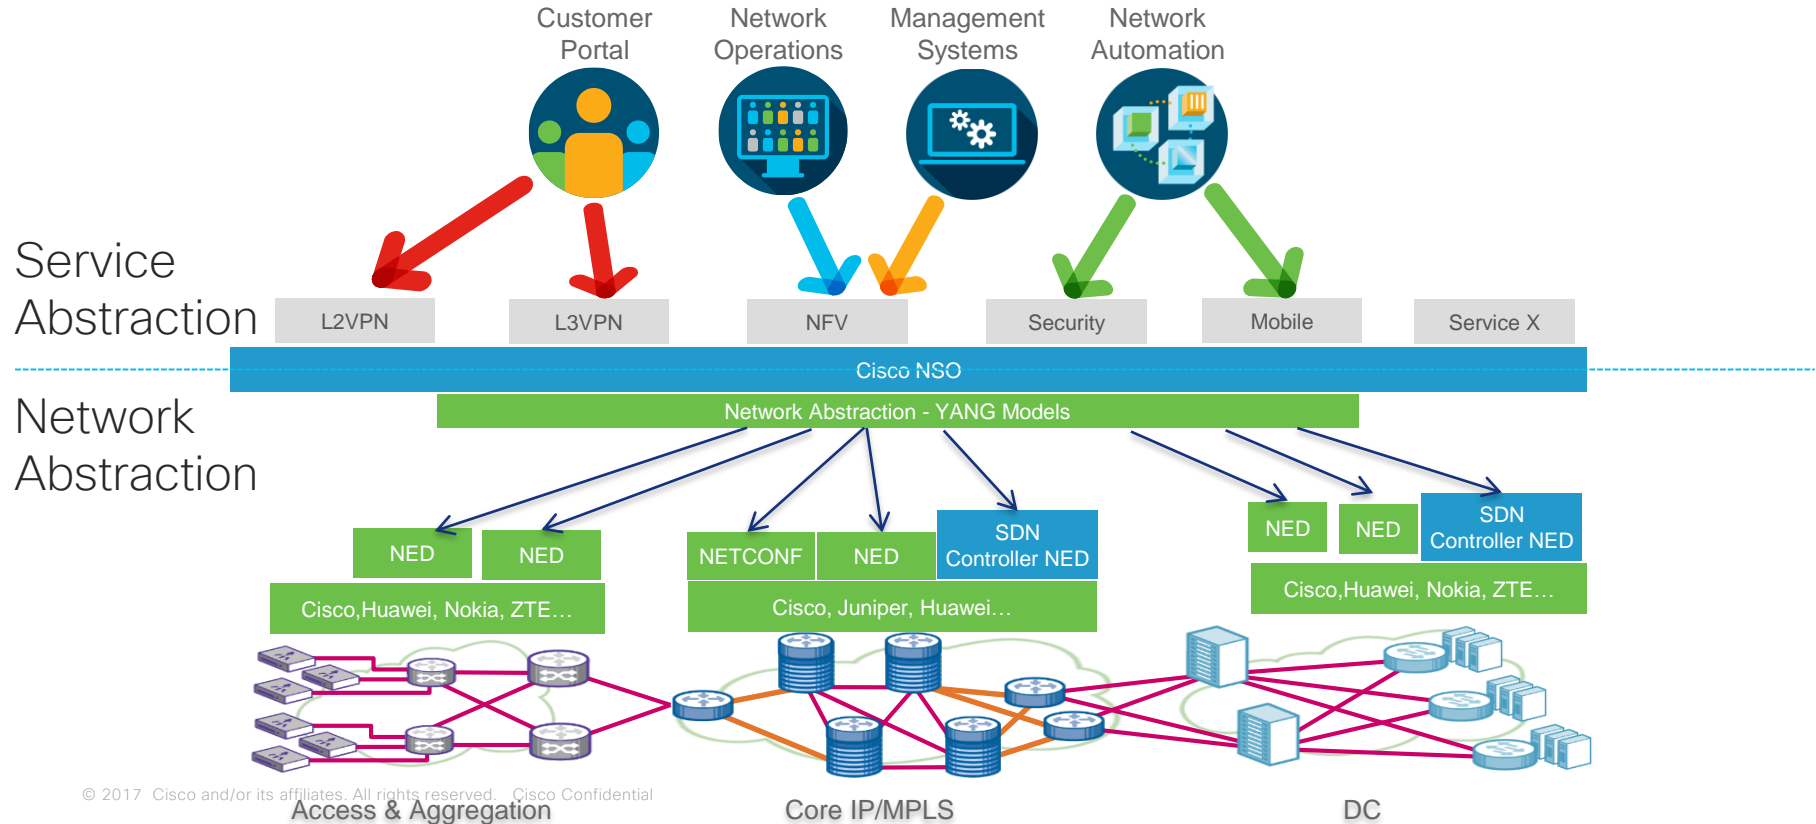 Customer
Portal
Network
Operations
Management
Systems
Network
Automation
Service
Abstraction
L2VPN
L3VPN
NFV
Security
Mobile
Service X
Cisco NSO
Network
Abstraction
Network Abstraction - YANG Models
NED
NED
NETCONF
NED
SDN
Controller NED
NED
NED
SDN
Controller NED
Cisco,Huawei, Nokia, ZTE…
Cisco, Juniper, Huawei…
Cisco,Huawei, Nokia, ZTE…
© 2017 Cisco and/or its affiliates. All rights reserved. Cisco Confidential
Access & Aggregation
Core IP/MPLS
DC